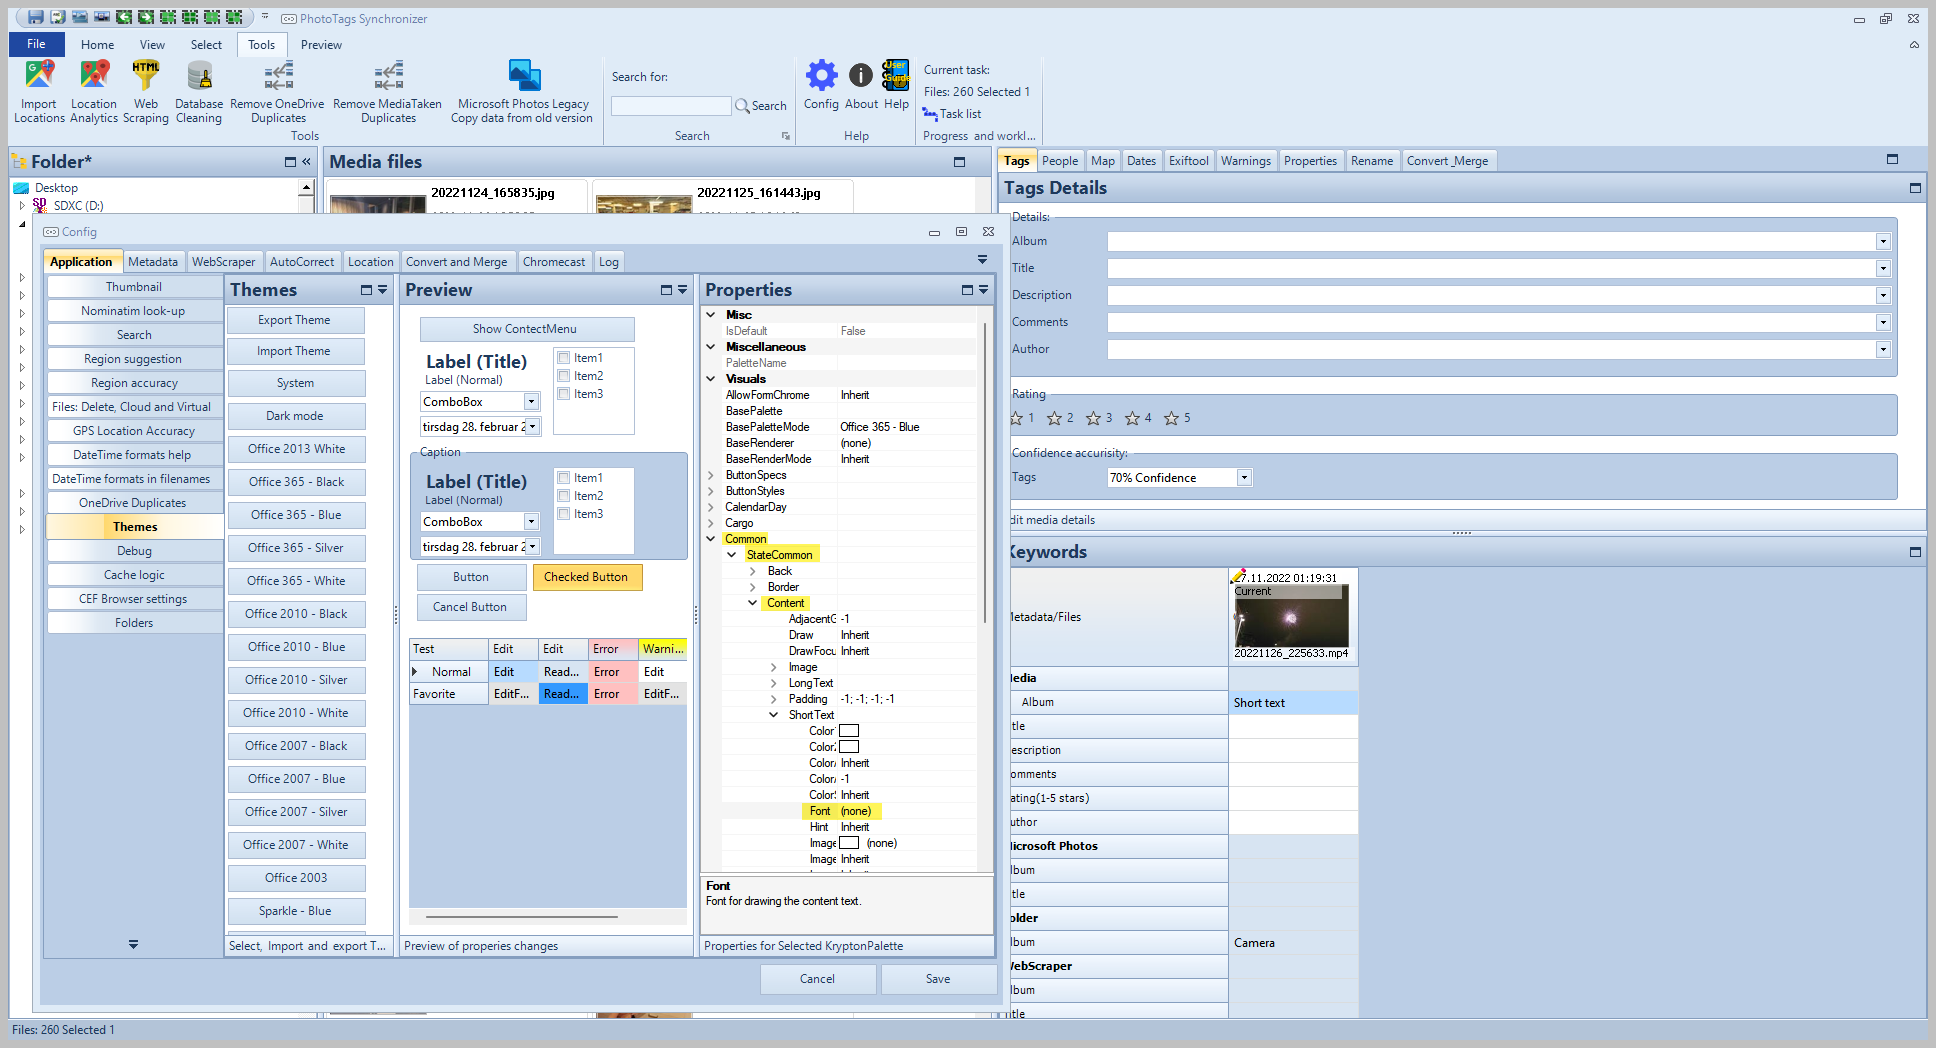 PhotoTags Synchronizer
File Home View Select Tools Preview
Import Locations
Location Analytics
Web Scraping
Database Cleaning
Remove OneDrive Duplicates
Remove MediaTaken Duplicates
Microsoft Photos Legacy Copy data from old version
Tools
Search for:
Search
Search
Config
About
Help
Help
Current task:
Files: 260 Selected 1
Task list
Progress and workl...
Folder*
Desktop
SDXC (D:)
Media files
20221124_165835.jpg
20221125_161443.jpg
Config
Application Metadata WebScraper AutoCorrect Location Convert and Merge Chromecast Log
Thumbnail
Nominatim look-up
Search
Region suggestion
Region accuracy
Files: Delete, Cloud and Virtual
GPS Location Accuracy
DateTime formats help
DateTime formats in filenames
OneDrive Duplicates
Themes
Debug
Cache logic
CEF Browser settings
Folders
Themes
Export Theme
Import Theme
System
Dark mode
Office 2013 White
Office 365 - Black
Office 365 - Blue
Office 365 - Silver
Office 365 - White
Office 2010 - Black
Office 2010 - Blue
Office 2010 - Silver
Office 2010 - White
Office 2007 - Black
Office 2007 - Blue
Office 2007 - Silver
Office 2007 - White
Office 2003
Sparkle - Blue
Select, Import and export T...
Preview
Show ContectMenu
Label (Title)
Label (Normal)
ComboBox
tirsdag 28. februar 2
Item1
Item2
Item3
Caption
Label (Title)
Label (Normal)
ComboBox
tirsdag 28. februar 2
Item1
Item2
Item3
Button
Checked Button
Cancel Button
Test Edit Edit Error Warni...
Normal Edit Read... Error Edit
Favorite EditF... Read... Error EditF...
Preview of properies changes
Properties
Misc
IsDefault False
Miscellaneous
PaletteName
Visuals
AllowFormChrome Inherit
BasePalette
BasePaletteMode Office 365 - Blue
BaseRenderer (none)
BaseRenderMode Inherit
ButtonSpecs
ButtonStyles
CalendarDay
Cargo
Common
StateCommon
Back
Border
Content
AdjacentG -1
Draw Inherit
DrawFocu Inherit
Image
LongText
Padding -1; -1; -1; -1
ShortText
Color
Color
Color Inherit
Color -1
Color Inherit
Font (none)
Hint Inherit
Image (none)
Image Inherit
Font
Font for drawing the content text.
Properties for Selected KryptonPalette
Cancel
Save
Tags People Map Dates Exiftool Warnings Properties Rename Convert_Merge
Tags Details
Details:
Album
Title
Description
Comments
Author
Rating
1 2 3 4 5
Confidence accurisity:
Tags 70% Confidence
dit media details
Keywords
letadata/Files
27.11.2022 01:19:31
Current
20221126_225633.mp4
ledia
Album Short text
itle
escription
omments
ating(1-5 stars)
uthor
licrosoft Photos
lbum
itle
older
lbum Camera
VebScraper
lbum
itle
Files: 260 Selected 1